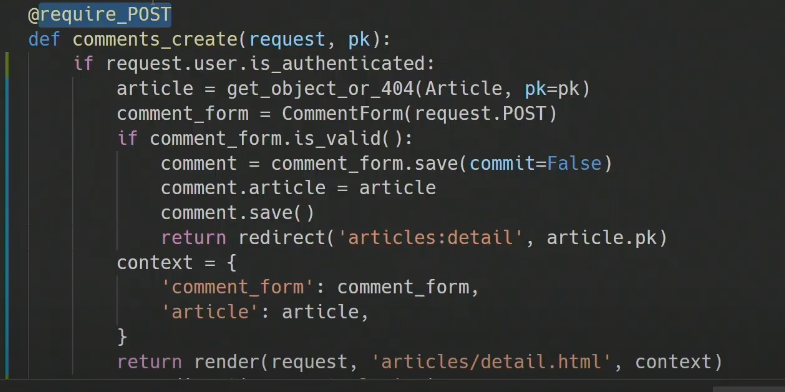 @require_POST
def comments_create(request, pk):
    if request.user.is_authenticated:
        article = get_object_or_404(Article, pk=pk)
        comment_form = CommentForm(request.POST)
        if comment_form.is_valid():
            comment = comment_form.save(commit=False)
            comment.article = article
            comment.save()
            return redirect('articles:detail', article.pk)
        context = {
            'comment_form': comment_form,
            'article': article,
        }
        return render(request, 'articles/detail.html', context)